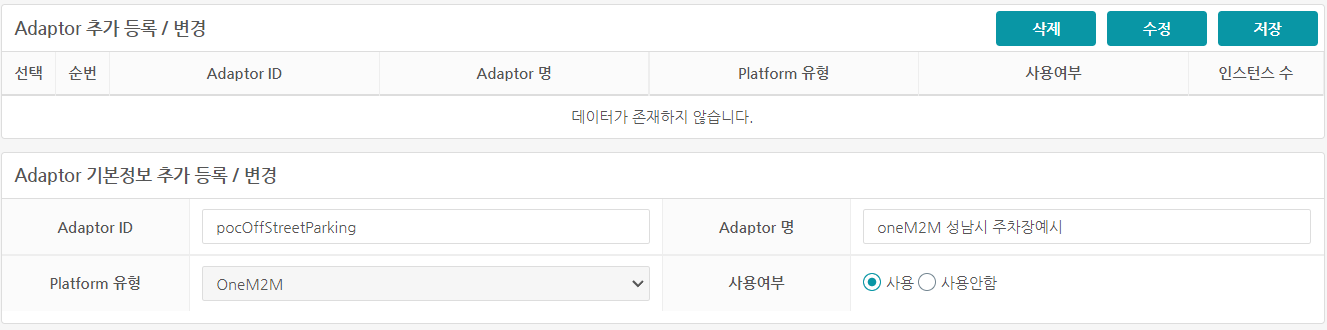 Adaptor 추가 등록 / 변경
삭제 수정 저장
선택 순번 Adaptor ID Adaptor 명 Platform 유형 사용여부 인스턴스 수
데이터가 존재하지 않습니다.
Adaptor 기본정보 추가 등록 / 변경
Adaptor ID pocOffStreetParking Adaptor 명 oneM2M 성남시 주차장예시
Platform 유형 OneM2M 사용여부 사용 사용안함